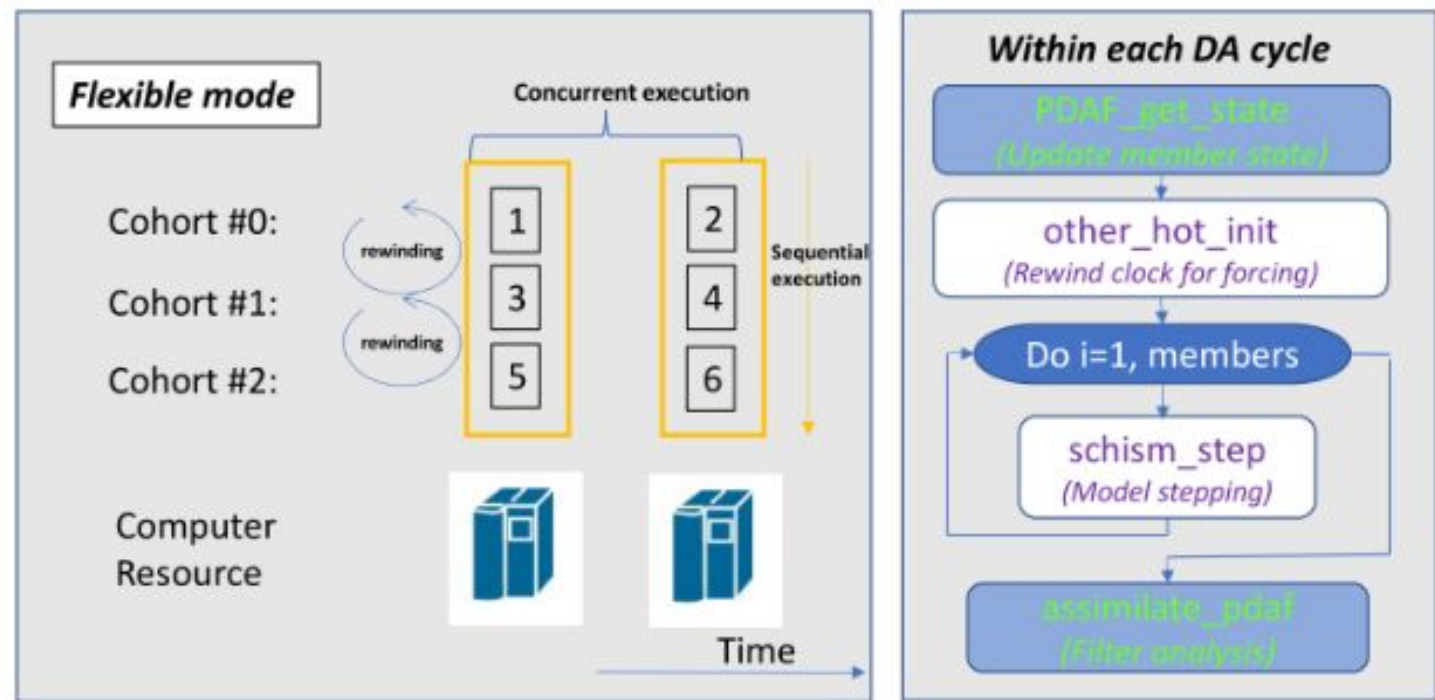 Flexible mode
Concurrent execution
Cohort #0:
1
2
rewinding
Sequential
execution
Cohort #1:
3
4
rewinding
Cohort #2:
5
6
Computer
Resource
Time
Within each DA cycle
PDAF_get_state
(Update member state)
other_hot_init
(Rewind clock for forcing)
Do i=1, members
schism_step
(Model stepping)
assimilate_pdaf
(Filter analysis)